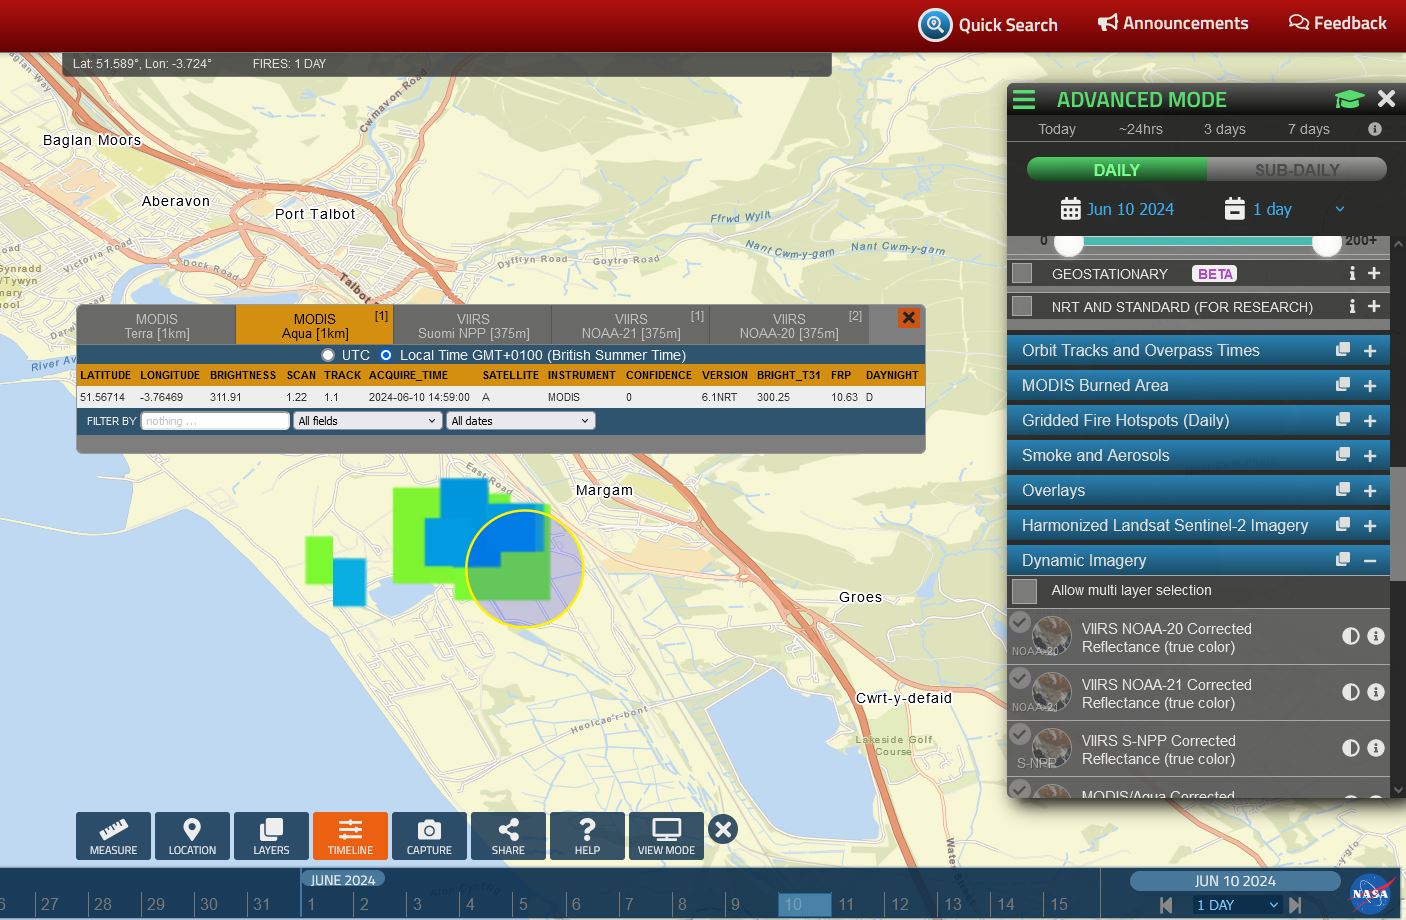 Quick Search
Announcements
Feedback
Lat: 51.589°, Lon: -3.724° FIRES: 1 DAY
Baglan Moors
Cwmavon Road
Aberavon
Port Talbot
Victoria Road
Dock Road
Ffrwd Wyllt
Nant Cwm-y-garn
Nant Cwm-y-garn
Dyffryn Road
Goytre Road
ADVANCED MODE
Today ~24hrs 3 days 7 days
DAILY SUB-DAILY
Jun 10 2024 1 day
0 200+
GEOSTATIONARY BETA
NRT AND STANDARD (FOR RESEARCH)
Orbit Tracks and Overpass Times
MODIS Burned Area
Gridded Fire Hotspots (Daily)
Smoke and Aerosols
Overlays
Harmonized Landsat Sentinel-2 Imagery
Dynamic Imagery
Allow multi layer selection
VIIRS NOAA-20 Corrected
Reflectance (true color)
NOAA-20
VIIRS NOAA-21 Corrected
Reflectance (true color)
NOAA-21
VIIRS S-NPP Corrected
Reflectance (true color)
S-NPP
MODIS/Aqua Corrected
MODIS
Terra [1km]
MODIS [1]
Aqua [1km]
VIIRS
Suomi NPP [375m]
VIIRS [1]
NOAA-21 [375m]
VIIRS [2]
NOAA-20 [375m]
UTC Local Time GMT+0100 (British Summer Time)
LATITUDE LONGITUDE BRIGHTNESS SCAN TRACK ACQUIRE_TIME SATELLITE INSTRUMENT CONFIDENCE VERSION BRIGHT_T31 FRP DAYNIGHT
51.56714 -3.76469 311.91 1.22 1.1 2024-06-10 14:59:00 A MODIS 0 6.1NRT 300.25 10.63 D
FILTER BY nothing ... All fields All dates
East Road
Margam
Groes
Heolcae'r-bont
Cwrt-y-defaid
Lakeside Golf
Course
MEASURE LOCATION LAYERS TIMELINE CAPTURE SHARE HELP VIEW MODE
JUNE 2024
27 28 29 30 31 1 2 3 4 5 6 7 8 9 10 11 12 13 14 15
JUN 10 2024
1 DAY
NASA